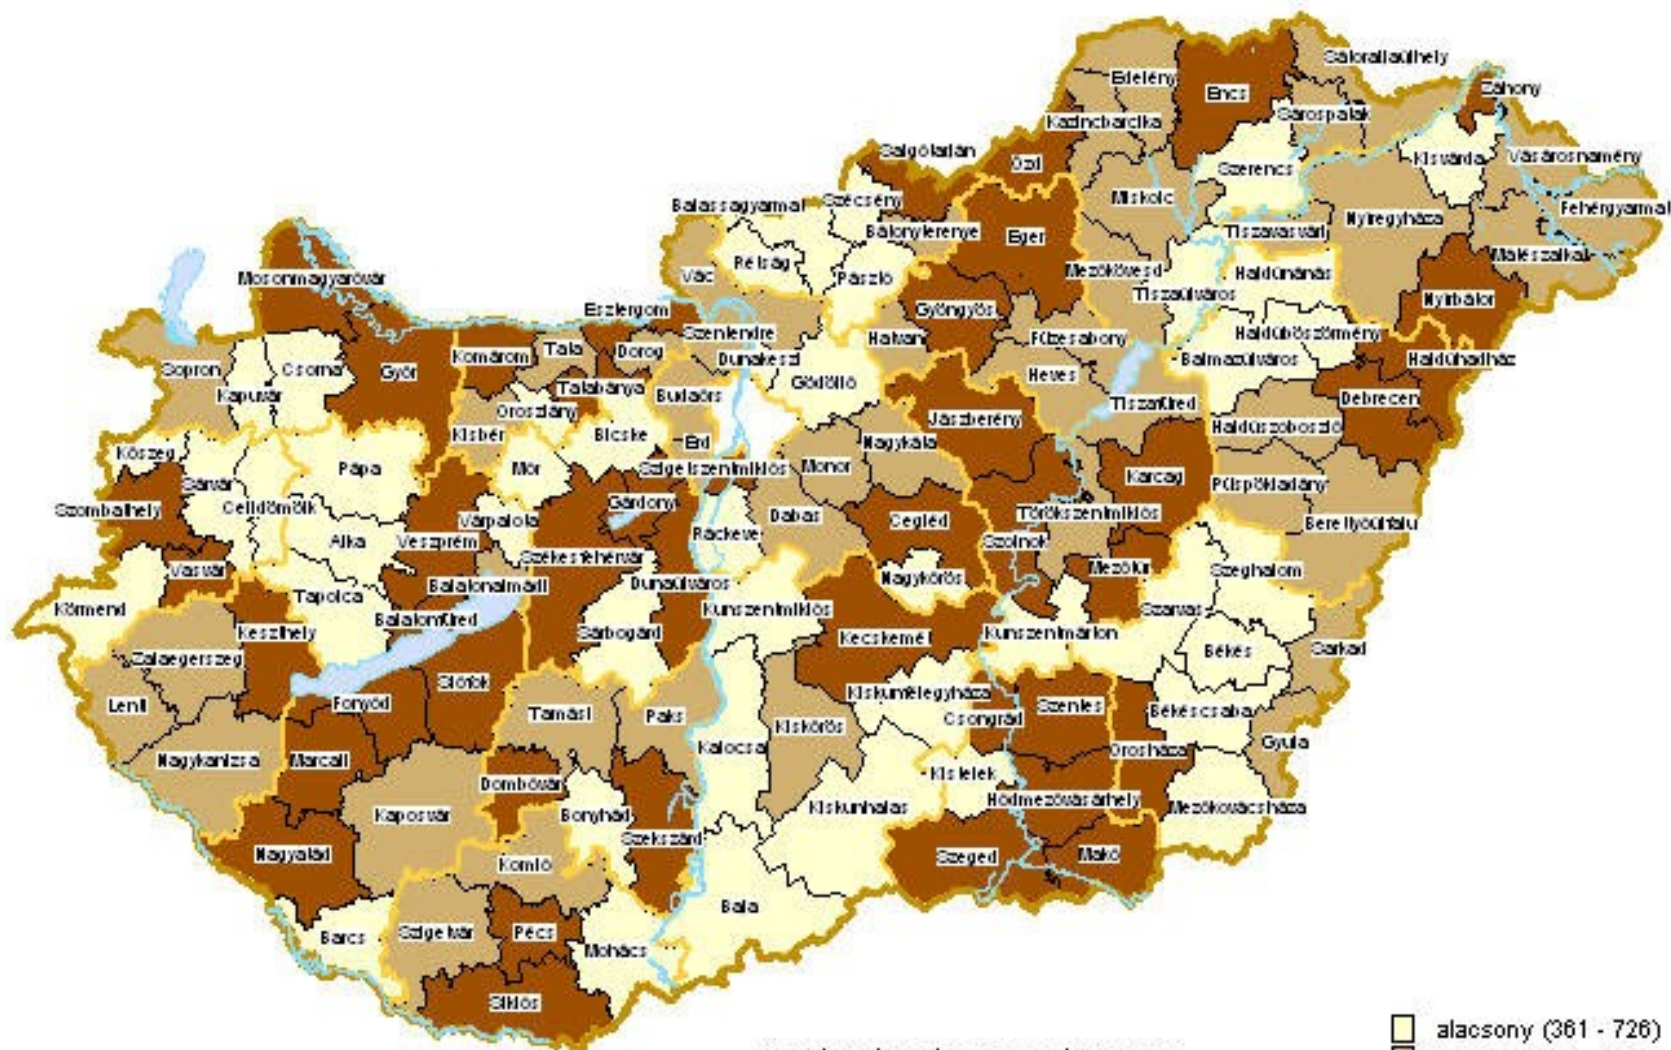 Sátoraljaújhely
Edelény
Záhony
Encs
Sárospatak
Kazincbarcika
Salgótarján
Ózd
Kisvárda
Vásárosnamény
Szerencs
Balassagyarmat
Szécsény
Miskolc
Fehérgyarmat
Bátonyterenye
Nyíregyháza
Tiszavasvári
Eger
Mátészalka
Rétság
Pásztó
Vác
Mezőkövesd
Hajdúnánás
Mosonmagyaróvár
Tiszaújváros
Nyírbátor
Esztergom
Gyöngyös
Szentendre
Hatvan
Füzesabony
Hajdúböszörmény
Komárom
Tata
Dorog
Dunakeszi
Balmazújváros
Hajdúhadház
Sopron
Csorna
Győr
Gödöllő
Heves
Kapuvár
Tatabánya
Budaörs
Debrecen
Oroszlány
Tiszafüred
Jászberény
Kisbér
Bicske
Érd
Nagykáta
Hajdúszoboszló
Kőszeg
Pápa
Mór
Szigetszentmiklós
Monor
Karcag
Sárvár
Püspökladány
Szombathely
Celldömölk
Gárdony
Várpalota
Dabas
Cegléd
Törökszentmiklós
Berettyóújfalu
Ajka
Veszprém
Ráckeve
Szolnok
Székesfehérvár
Vasvár
Balatonalmádi
Dunaújváros
Nagykőrös
Mezőtúr
Szeghalom
Körmend
Tapolca
Balatonfüred
Kunszentmiklós
Szarvas
Keszthely
Sárbogárd
Kecskemét
Kunszentmárton
Zalaegerszeg
Békés
Sarkad
Siófok
Kiskunfélegyháza
Lenti
Fonyód
Tamási
Paks
Csongrád
Szentes
Békéscsaba
Kiskőrös
Nagykanizsa
Marcali
Kalocsa
Orosháza
Gyula
Dombóvár
Kistelek
Kaposvár
Bonyhád
Kiskunhalas
Hódmezővásárhely
Mezőkovácsháza
Szekszárd
Nagyatád
Komló
Szeged
Makó
Baja
Barcs
Szigetvár
Pécs
Mohács
Siklós
alacsony (361 - 726)